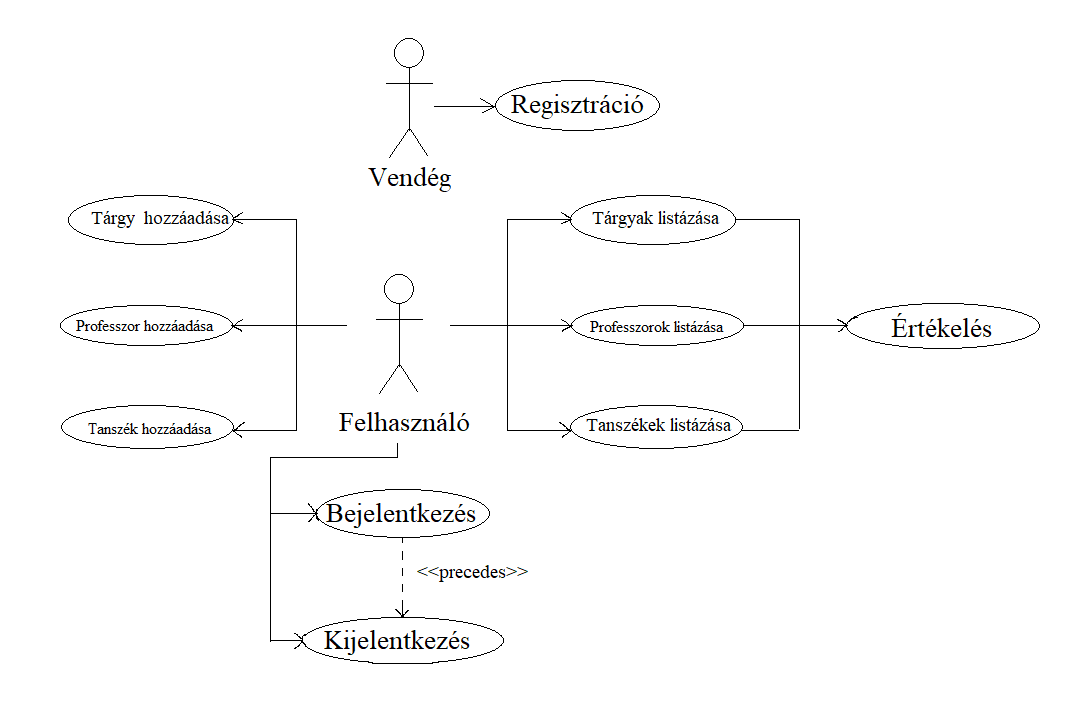 Regisztráció
Vendég
Tárgy hozzáadása
Tárgyak listázása
Professzor hozzáadása
Professzorok listázása
Értékelés
Felhasználó
Tanszék hozzáadása
Tanszékek listázása
Bejelentkezés
<<precedes>>
Kijelentkezés